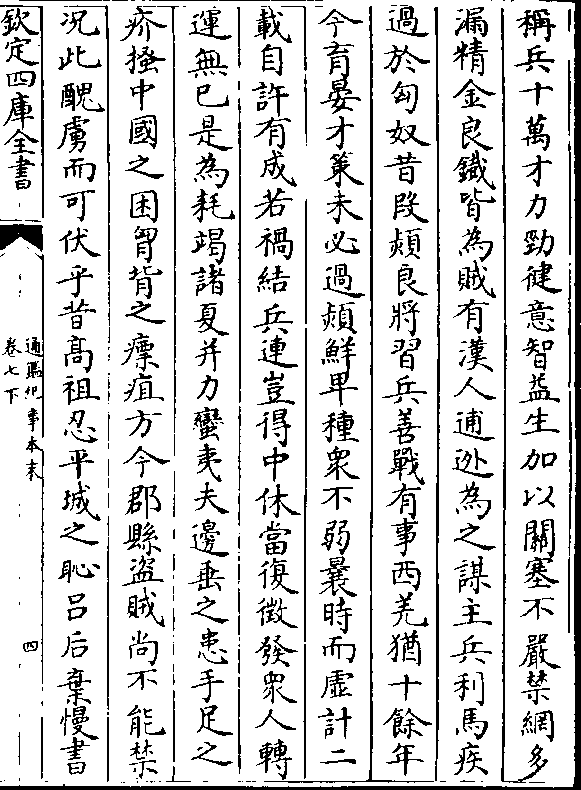 稱兵十萬才力勁健意智益生加以關塞不嚴禁網多
漏精金良鐵皆為賊有漢人逋逃為之謀主兵利馬疾
過於匈奴昔段熲良將習兵善戰有事西羌猶十餘年
今育晏才策未必過熲鮮卑種衆不弱曩時而虛計二
載自許有成若禍結兵連豈得中休當復徵發衆人轉
運無已是為耗竭諸夏并力蠻夷夫邊垂之患手足之
疥搔中國之困胷背之瘭疽方今郡縣盗賊尚不能禁
况此醜虜而可伏乎昔髙祖忍平城之恥吕后棄慢書
欽定四庫全書
通鑑紀事本末
卷七下
四